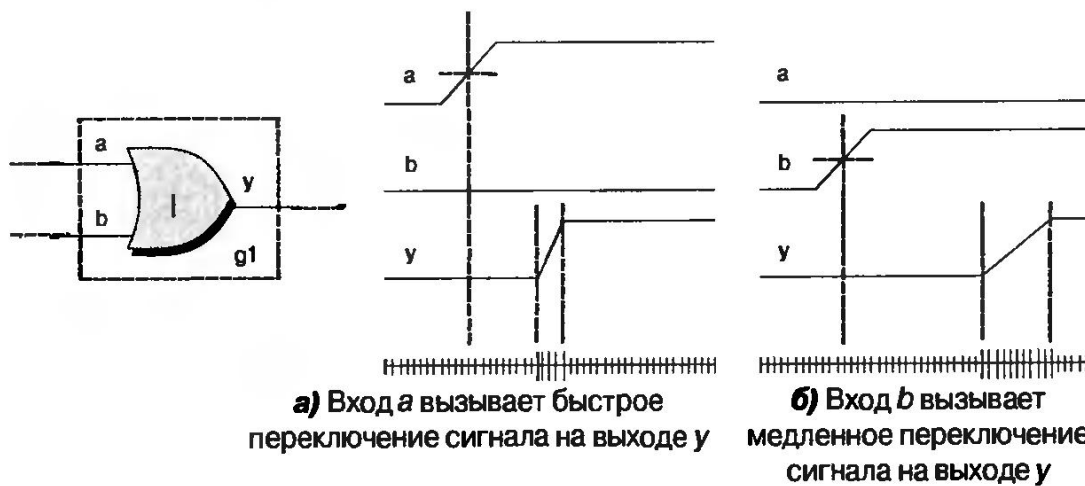 a
b
|
y
g1
a
b
y
а) Вход a вызывает быстрое
переключение сигнала на выходе y
a
b
y
б) Вход b вызывает
медленное переключение
сигнала на выходе y